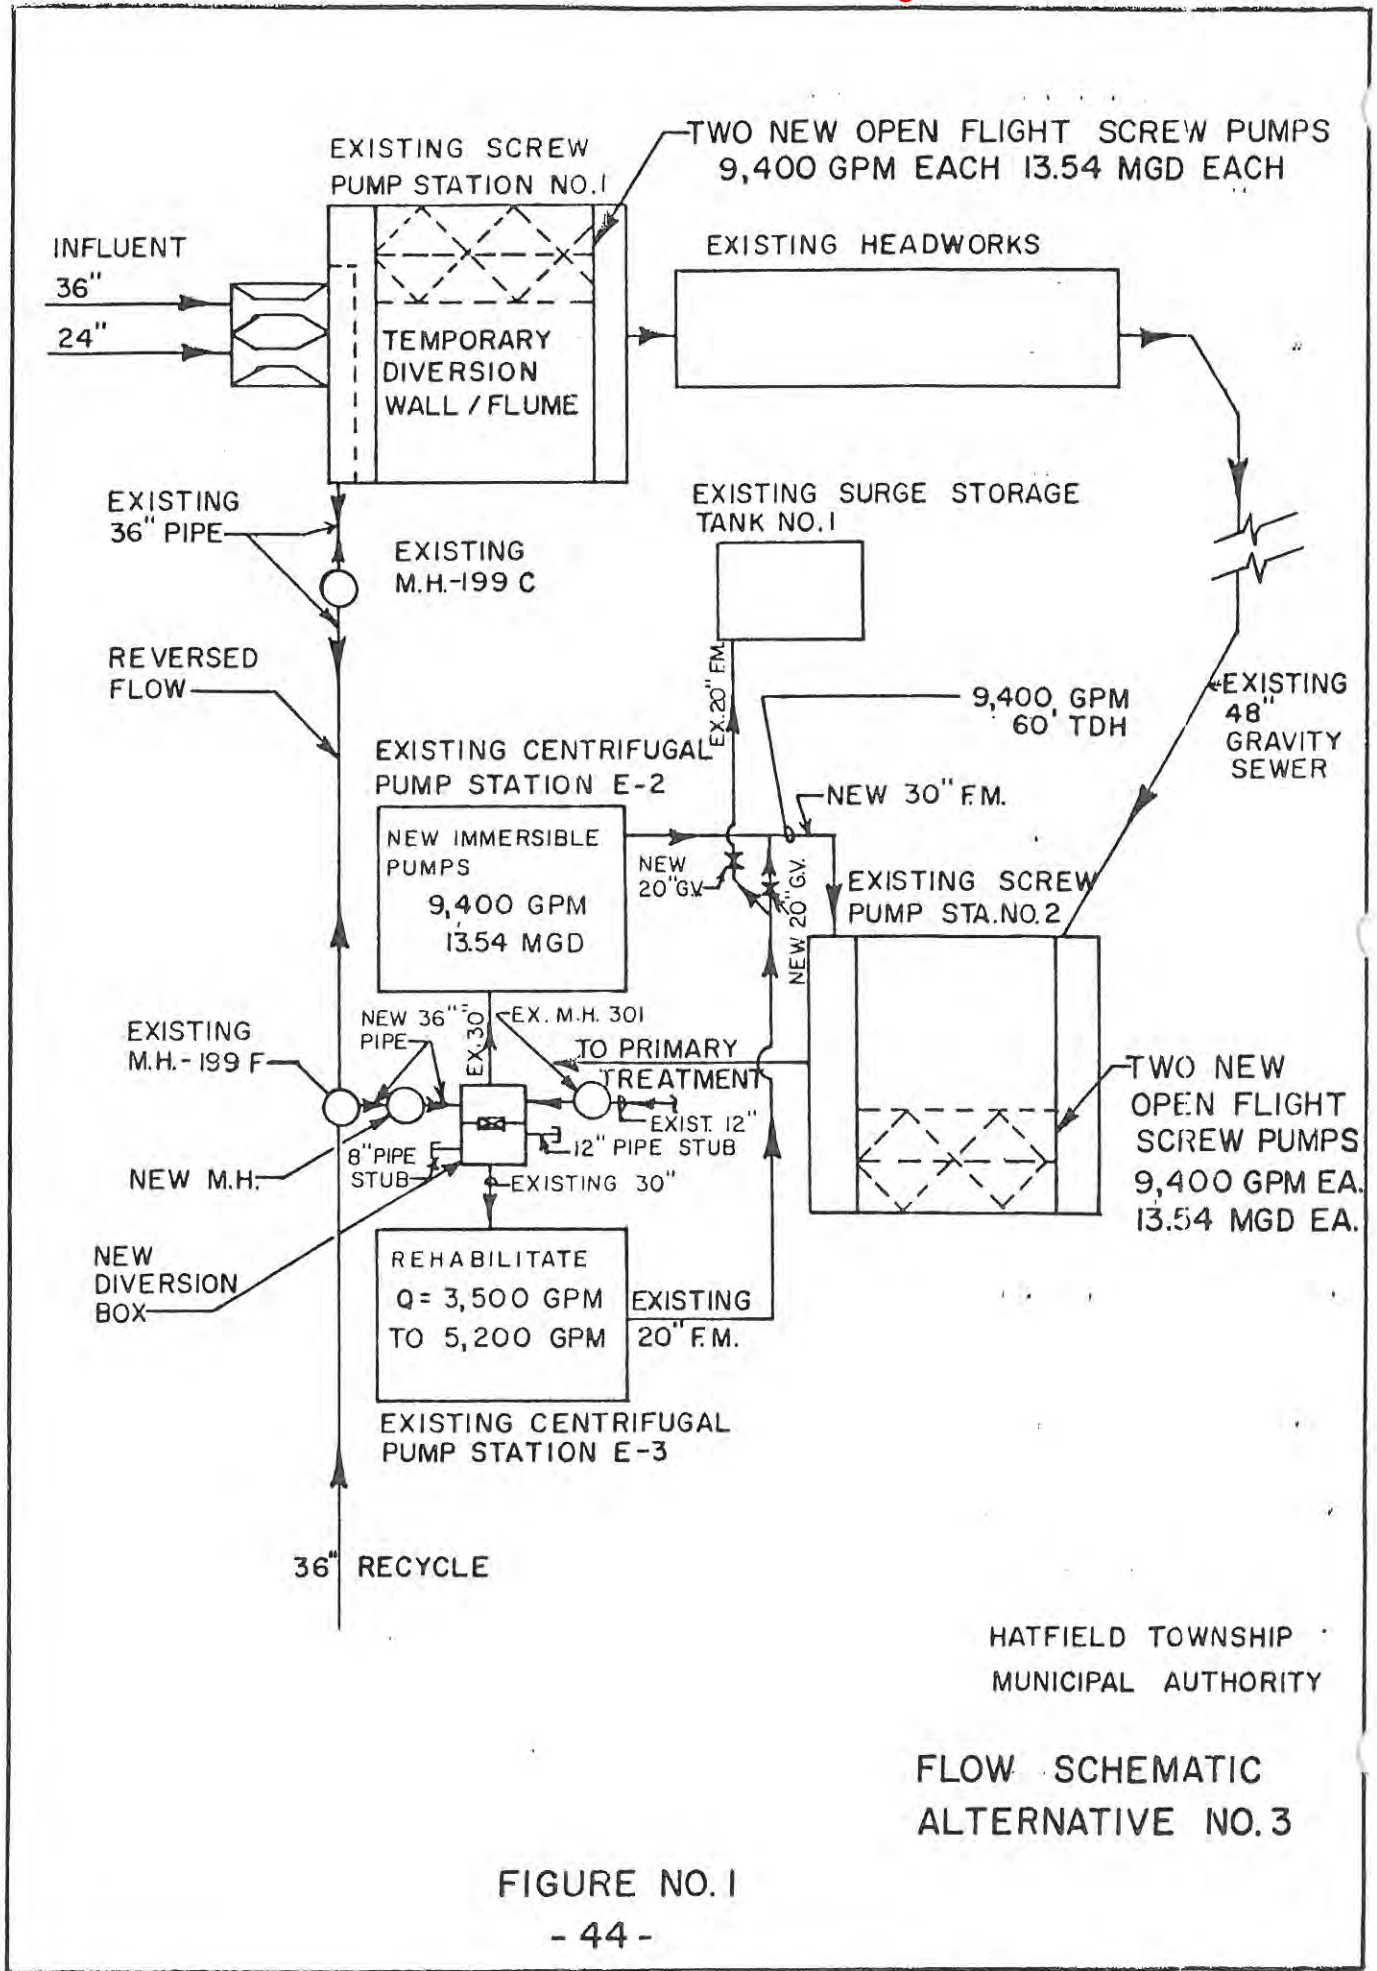 TWO NEW OPEN FLIGHT SCREW PUMPS
9,400 GPM EACH 13.54 MGD EACH
EXISTING SCREW
PUMP STATION NO.1
INFLUENT
36"
24"
TEMPORARY
DIVERSION
WALL / FLUME
EXISTING HEADWORKS
EXISTING
36" PIPE
EXISTING
M.H.-199 C
EXISTING SURGE STORAGE
TANK NO.1
REVERSED
FLOW
EX.20" F.M.
9,400 GPM
60' TDH
EXISTING
48"
GRAVITY
SEWER
EXISTING CENTRIFUGAL
PUMP STATION E-2
NEW IMMERSIBLE
PUMPS
9,400 GPM
13.54 MGD
NEW 30" F.M.
NEW
20" G.V.
NEW 20" G.V.
EXISTING SCREW
PUMP STA. NO.2
EXISTING
M.H.-199 F
NEW 36"
PIPE
EX. 30
EX. M.H. 301
TO PRIMARY
TREATMENT
EXIST. 12"
12" PIPE STUB
8" PIPE
STUB
NEW M.H.
EXISTING 30"
NEW
DIVERSION
BOX
TWO NEW
OPEN FLIGHT
SCREW PUMPS
9,400 GPM EA.
13.54 MGD EA.
REHABILITATE
Q= 3,500 GPM
TO 5,200 GPM
EXISTING
20" F.M.
EXISTING CENTRIFUGAL
PUMP STATION E-3
36" RECYCLE
HATFIELD TOWNSHIP
MUNICIPAL AUTHORITY
FLOW SCHEMATIC
ALTERNATIVE NO.3
FIGURE NO.1
- 44 -